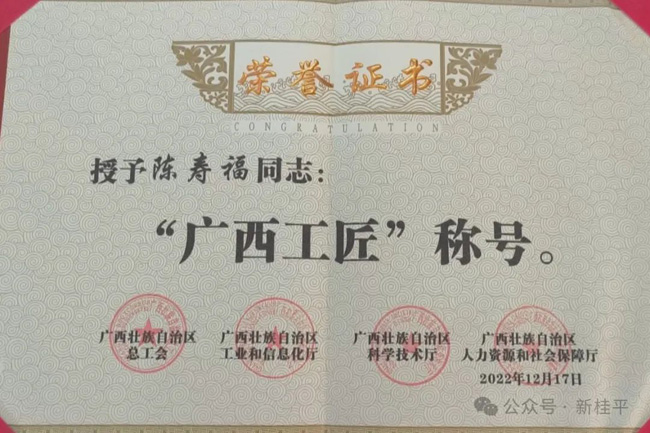 荣誉证书
CONGRATULATION
授予陈寿福同志：
“广西工匠”称号。
广西壮族自治区 广西壮族自治区 广西壮族自治区 广西壮族自治区
总工会 工业和信息化厅 科学技术厅 人力资源和社会保障厅
2022年12月17日
公众号·新桂平